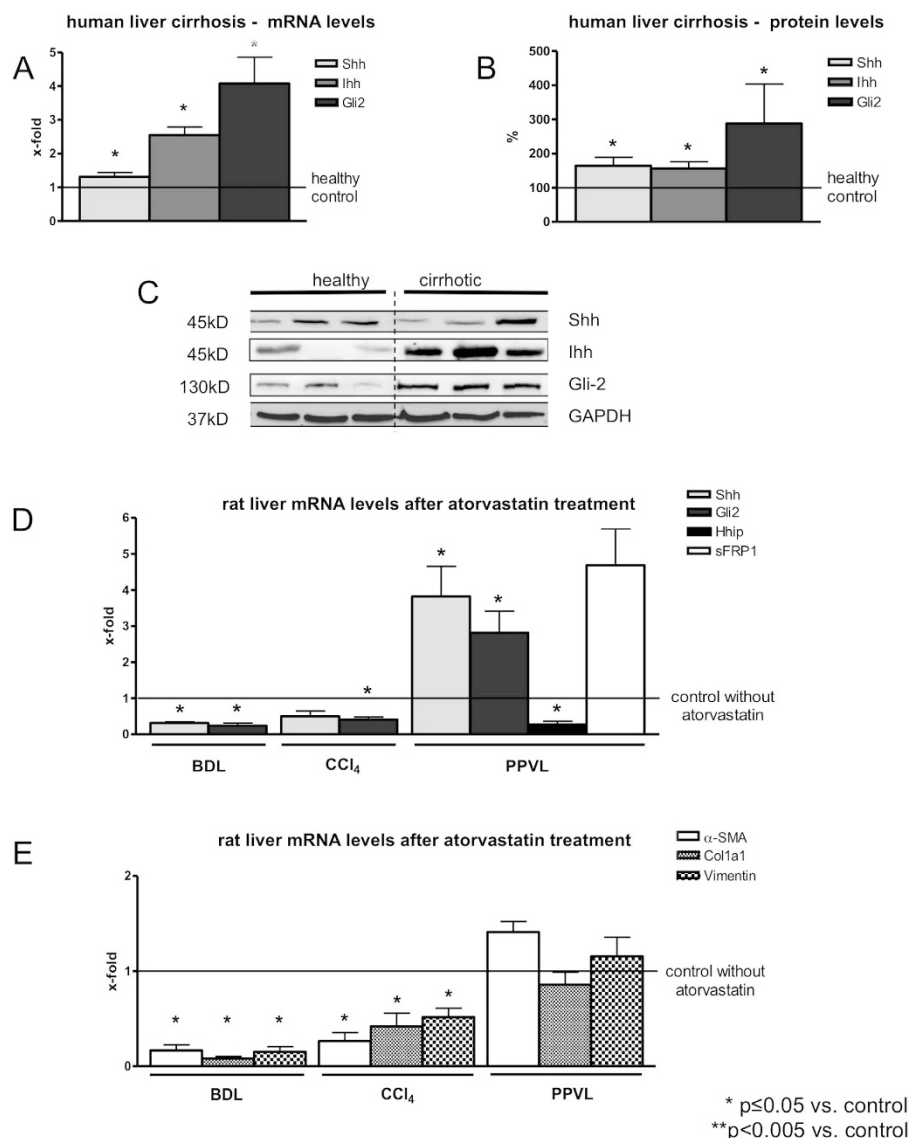 human liver cirrhosis - mRNA levels
A
*
*
*
Shh
Ihh
Gli2
5
4
3
2
1
0
x-fold
healthy
control
human liver cirrhosis - protein levels
B
*
*
*
Shh
Ihh
Gli2
500
400
300
200
100
0
%
healthy
control
C
healthy cirrhotic
45kD Shh
45kD Ihh
130kD Gli-2
37kD GAPDH
D
rat liver mRNA levels after atorvastatin treatment
Shh
Gli2
Hhip
sFRP1
6
5
4
3
2
1
0
x-fold
* * * * * *
control without
atorvastatin
BDL CCl₄ PPVL
E
rat liver mRNA levels after atorvastatin treatment
α-SMA
Col1a1
Vimentin
2
1
0
x-fold
* * * * * *
control without
atorvastatin
BDL CCl₄ PPVL
* p≤0.05 vs. control
**p<0.005 vs. control